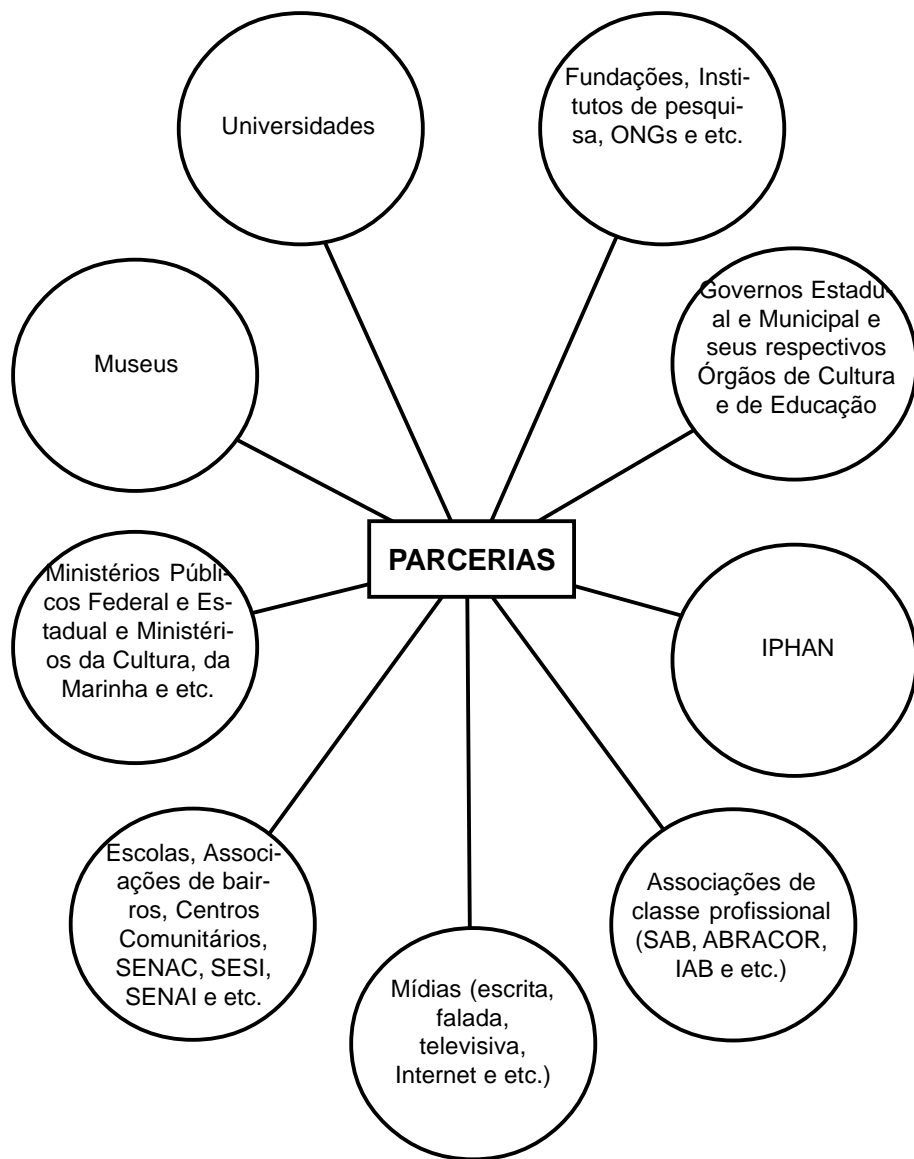 Universidades
Fundações, Insti-
tutos de pesqui-
sa, ONGs e etc.
Museus
Governos Estadu-
al e Municipal e
seus respectivos
Órgãos de Cultura
e de Educação
PARCERIAS
Ministérios Públi-
cos Federal e Es-
tadual e Ministéri-
os da Cultura, da
Marinha e etc.
IPHAN
Escolas, Associ-
ações de bair-
ros, Centros
Comunitários,
SENAC, SESI,
SENAI e etc.
Mídias (escrita,
falada,
televisiva,
Internet e etc.)
Associações de
classe profissional
(SAB, ABRACOR,
IAB e etc.)